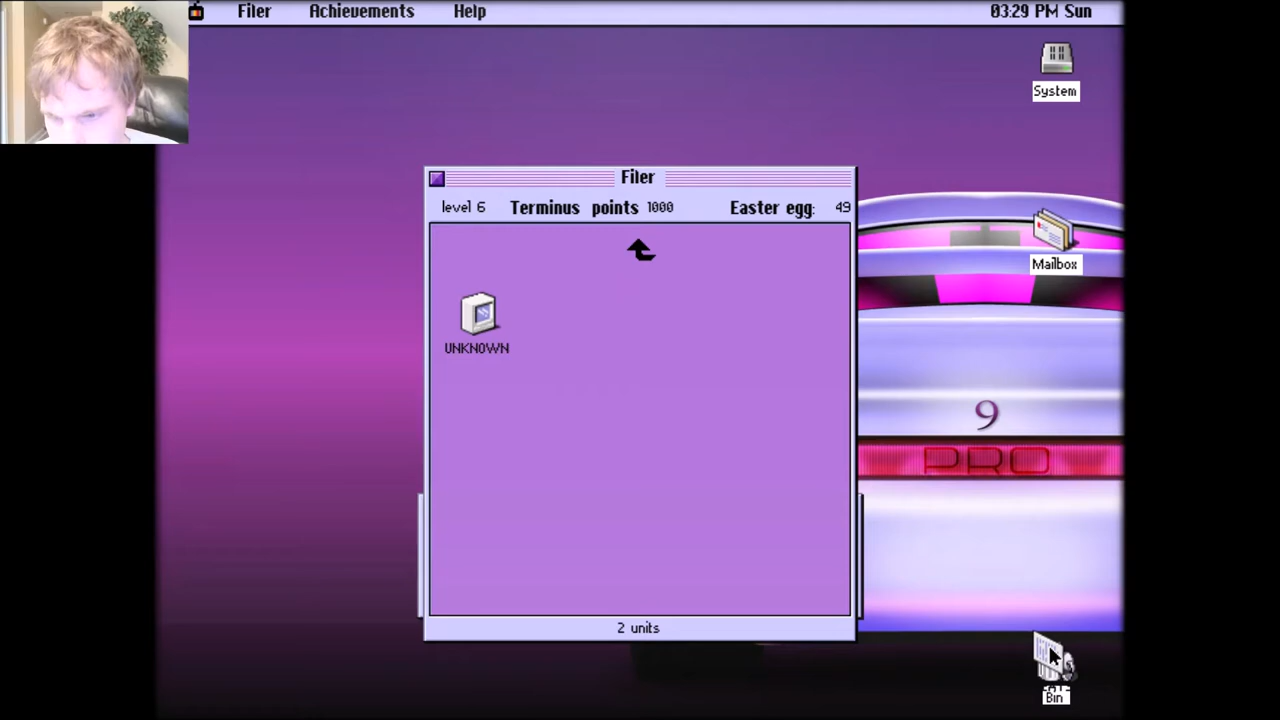 Filer Achievements Help 03:29 PM Sun
System
Filer
level 6 Terminus points 1000 Easter egg: 49
Mailbox
UNKNOWN
9
PRO
2 units
Bin